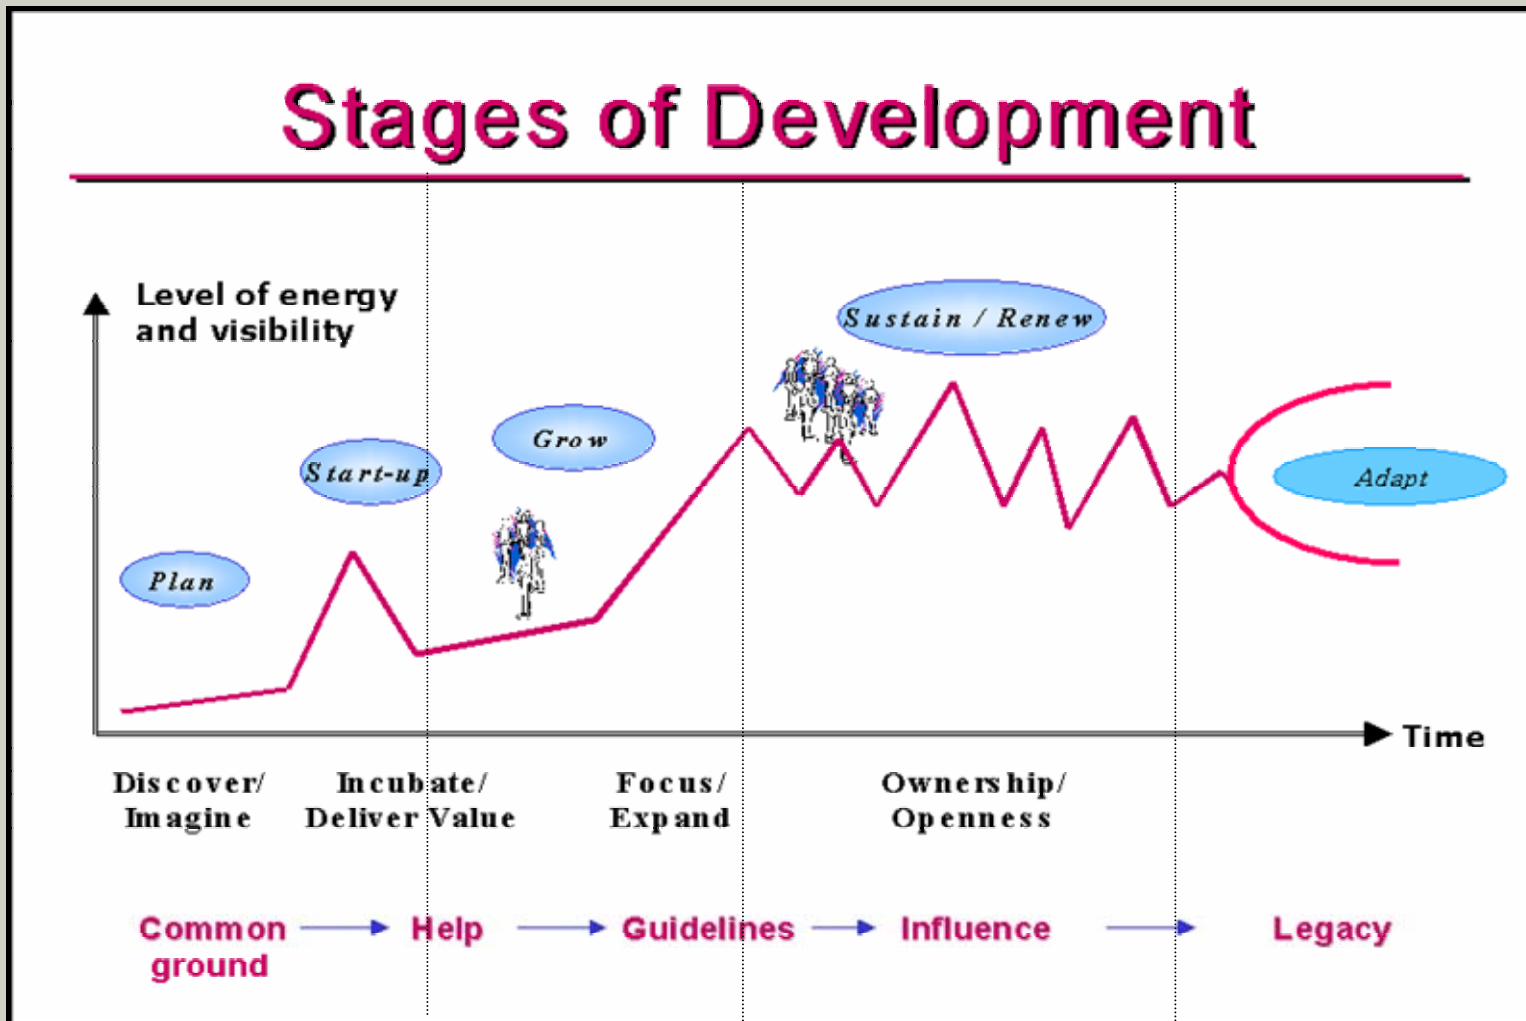 Stages of Development
Level of energy
and visibility
Sustain / Renew
Grow
Start-up
Adapt
Plan
Time
Discover/
Imagine
Incubate/
Deliver Value
Focus/
Expand
Ownership/
Openness
Common
ground
Help
Guidelines
Influence
Legacy